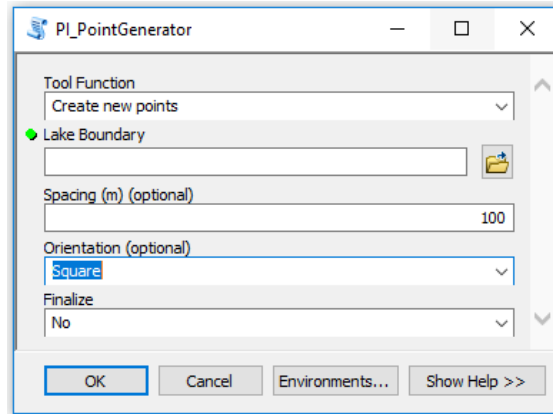 PI_PointGenerator
Tool Function
Create new points
Lake Boundary
Spacing (m) (optional)
100
Orientation (optional)
Square
Finalize
No
OK Cancel Environments... Show Help >>